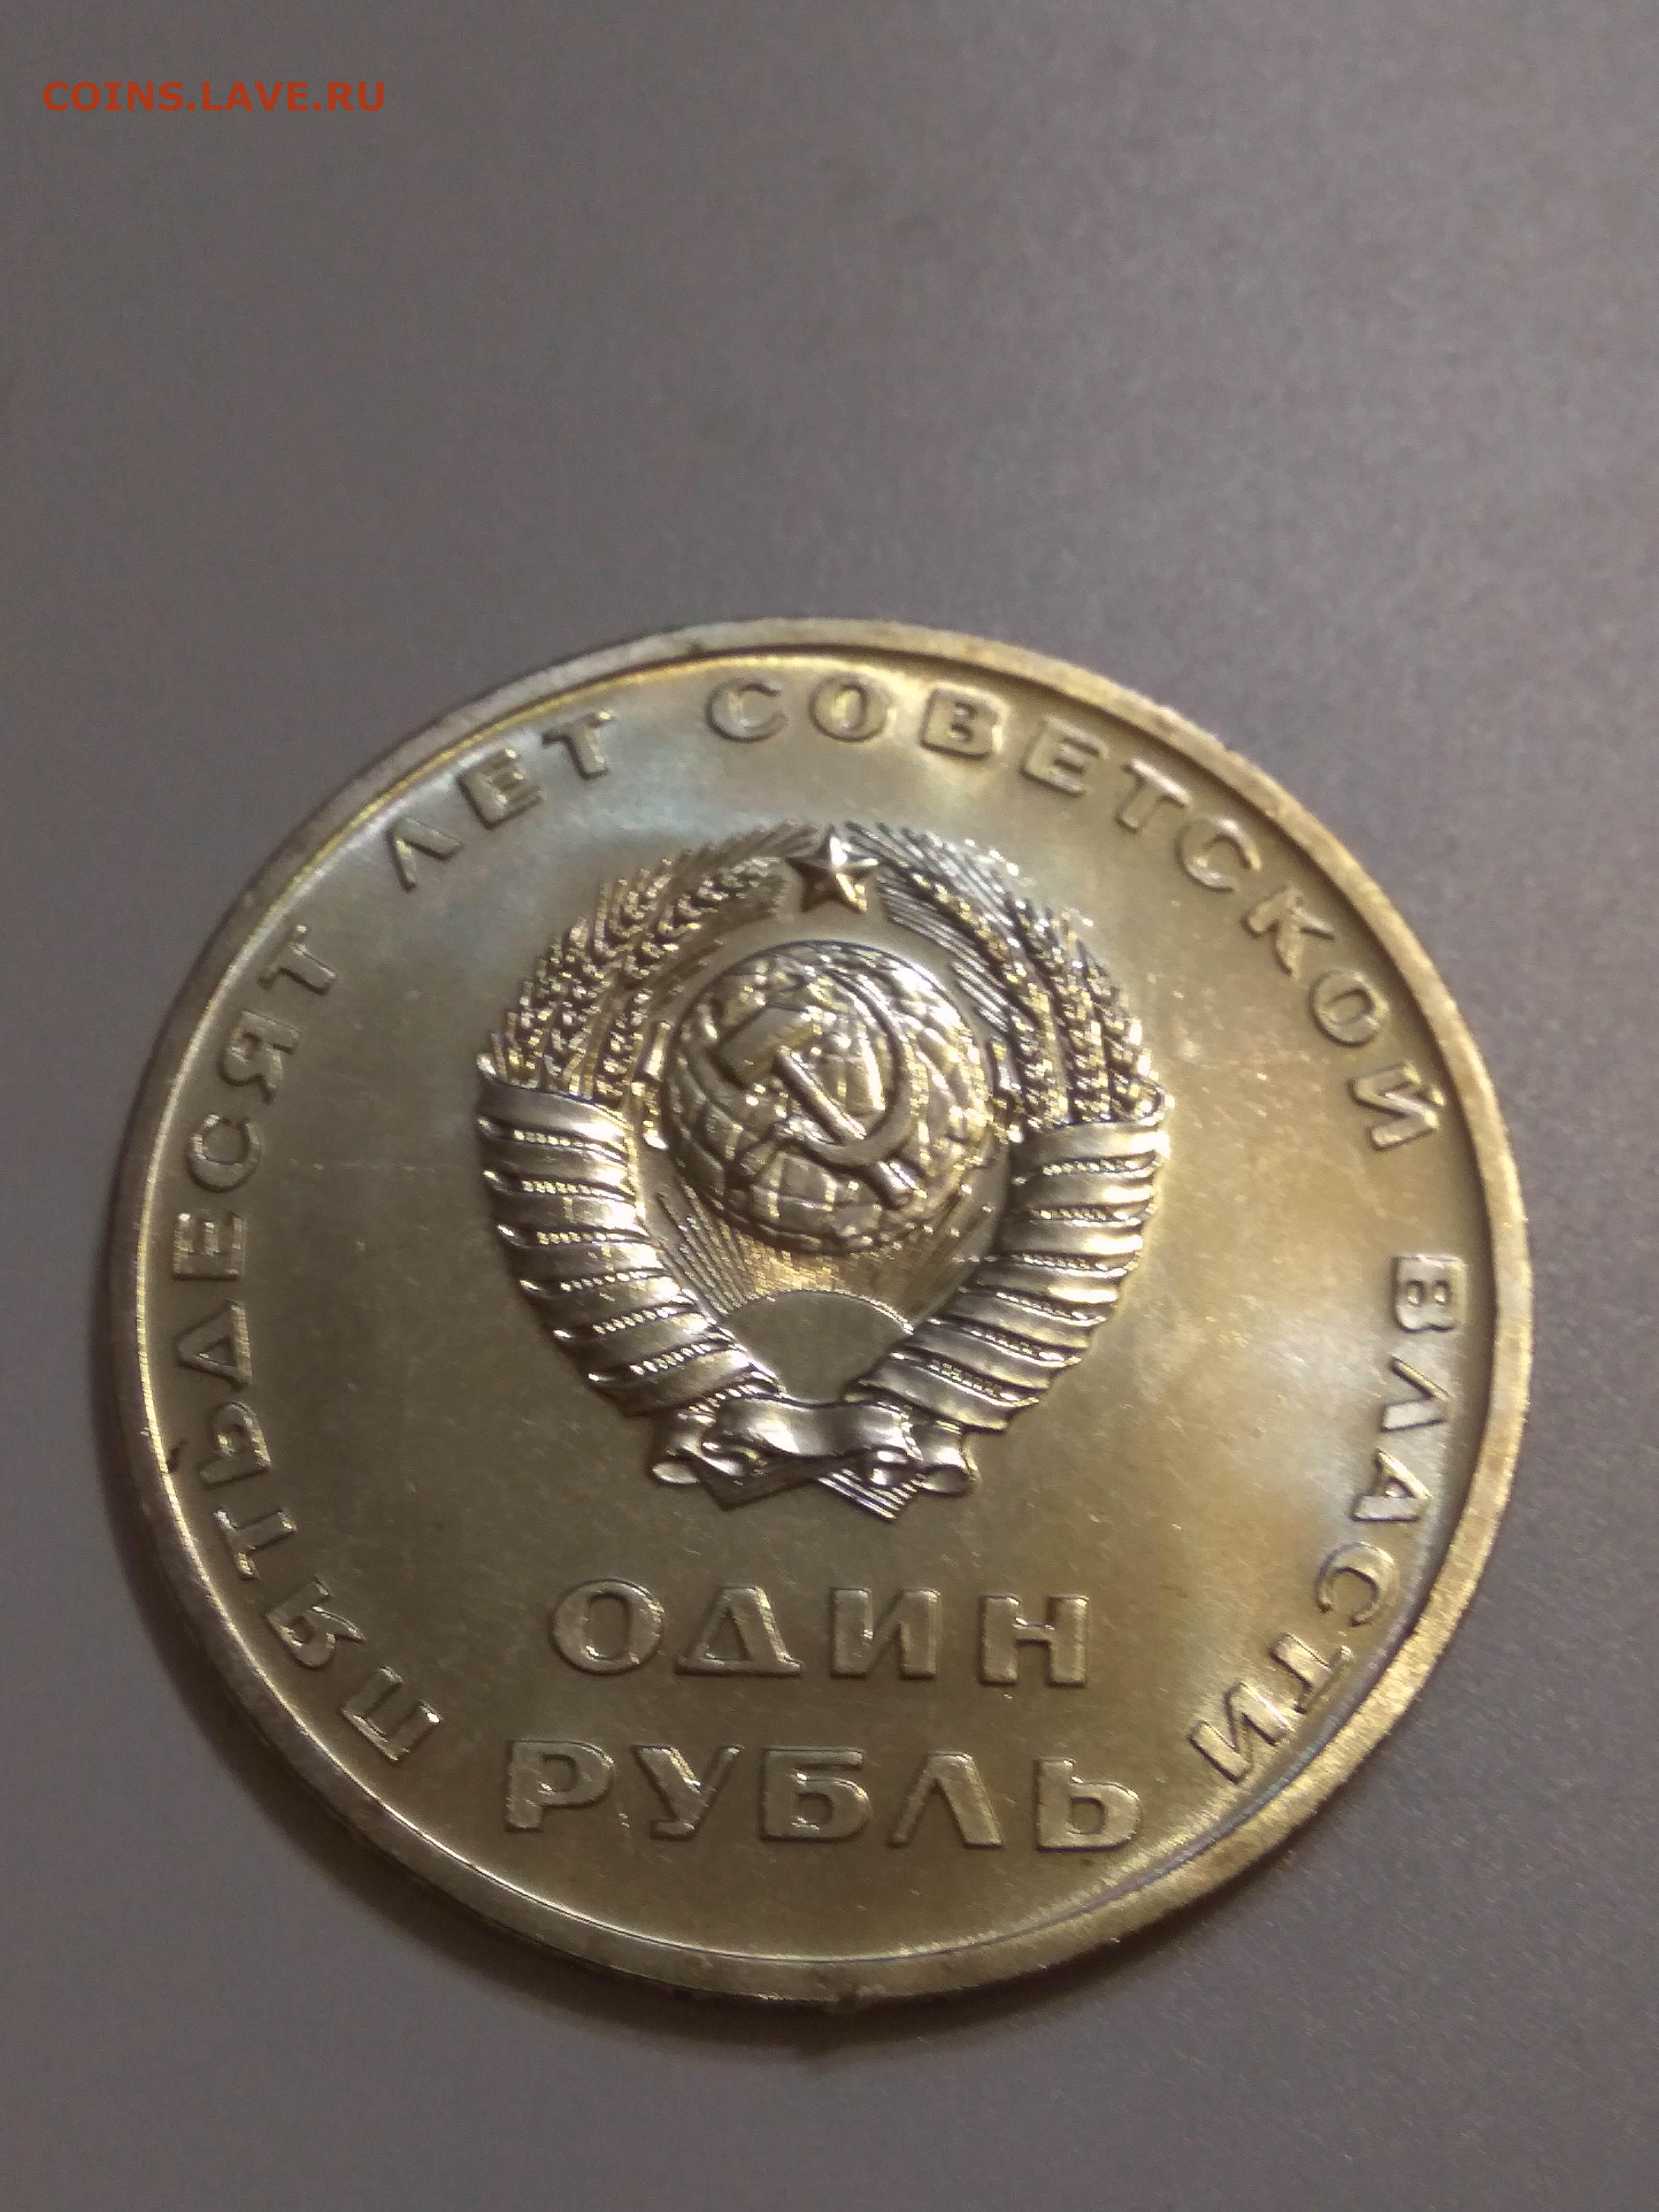 COINS.LAVE.RU
ПЯТЬДЕСЯТ ЛЕТ СОВЕТСКОЙ ВЛАСТИ
ОДИН
РУБЛЬ